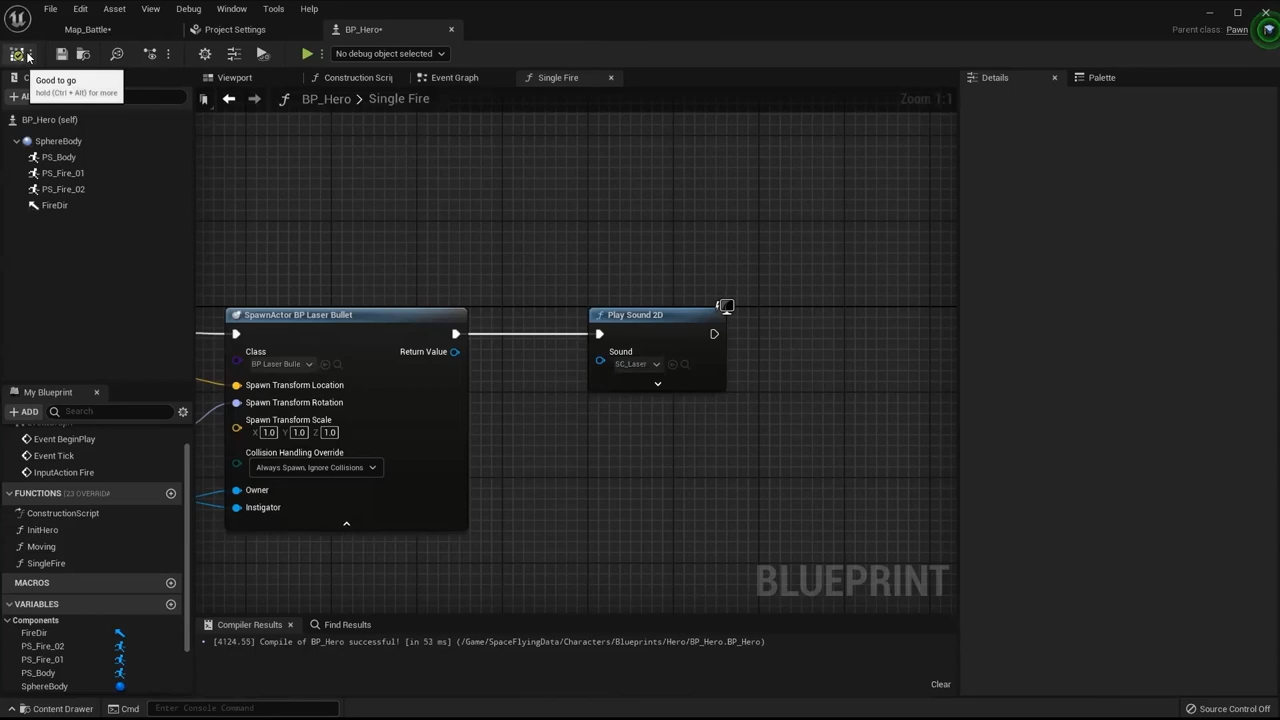 File Edit Asset View Debug Window Tools Help
Map_Battle* Project Settings BP_Hero*
Parent class: Pawn
No debug object selected
Good to go
hold (Ctrl + Alt) for more
Viewport Construction Scrip Event Graph Single Fire Details Palette
BP_Hero > Single Fire
Zoom 1:1
BP_Hero (self)
SphereBody
PS_Body
PS_Fire_01
PS_Fire_02
FireDir
SpawnActor BP Laser Bullet
Class
BP Laser Bulle
Return Value
Spawn Transform Location
Spawn Transform Rotation
Spawn Transform Scale
X 1.0 Y 1.0 Z 1.0
Collision Handling Override
Always Spawn, Ignore Collisions
Owner
Instigator
Play Sound 2D
Sound
SC_Laser
BLUEPRINT
My Blueprint
ADD Search
Event BeginPlay
Event Tick
InputAction Fire
FUNCTIONS (23 OVERRIDA
ConstructionScript
InitHero
Moving
SingleFire
MACROS
VARIABLES
Components
FireDir
PS_Fire_02
PS_Fire_01
PS_Body
SphereBody
Compiler Results Find Results
[4124.55] Compile of BP_Hero successful! [in 53 ms] (/Game/SpaceFlyingData/Characters/Blueprints/Hero/BP_Hero.BP_Hero)
Clear
Content Drawer Cmd Enter Console Command Source Control Off